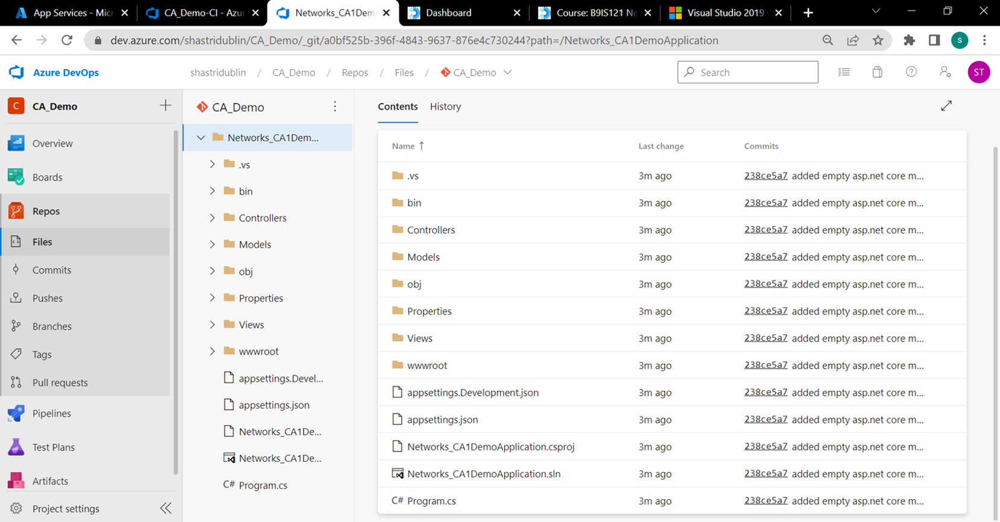 App Services - Micr
CA_Demo-CI - Azur
Networks_CA1Dem
Dashboard
Course: B9IS121 Ne
Visual Studio 2019
dev.azure.com/shastridublin/CA_Demo/_git/a0bf525b-396f-4843-9637-876e4c730244?path=/Networks_CA1DemoApplication
S
Azure DevOps
shastridublin / CA_Demo / Repos / Files / CA_Demo
Search
ST
C CA_Demo
Overview
Boards
Repos
Files
Commits
Pushes
Branches
Tags
Pull requests
Pipelines
Test Plans
Artifacts
Project settings
CA_Demo
Networks_CA1Dem...
.vs
bin
Controllers
Models
obj
Properties
Views
wwwroot
appsettings.Devel...
appsettings.json
Networks_CA1De...
Networks_CA1De...
C# Program.cs
Contents History
Name ↑ Last change Commits
.vs 3m ago 238ce5a7 added empty asp.net core m...
bin 3m ago 238ce5a7 added empty asp.net core m...
Controllers 3m ago 238ce5a7 added empty asp.net core m...
Models 3m ago 238ce5a7 added empty asp.net core m...
obj 3m ago 238ce5a7 added empty asp.net core m...
Properties 3m ago 238ce5a7 added empty asp.net core m...
Views 3m ago 238ce5a7 added empty asp.net core m...
wwwroot 3m ago 238ce5a7 added empty asp.net core m...
appsettings.Development.json 3m ago 238ce5a7 added empty asp.net core m...
appsettings.json 3m ago 238ce5a7 added empty asp.net core m...
Networks_CA1DemoApplication.csproj 3m ago 238ce5a7 added empty asp.net core m...
Networks_CA1DemoApplication.sln 3m ago 238ce5a7 added empty asp.net core m...
C# Program.cs 3m ago 238ce5a7 added empty asp.net core m...